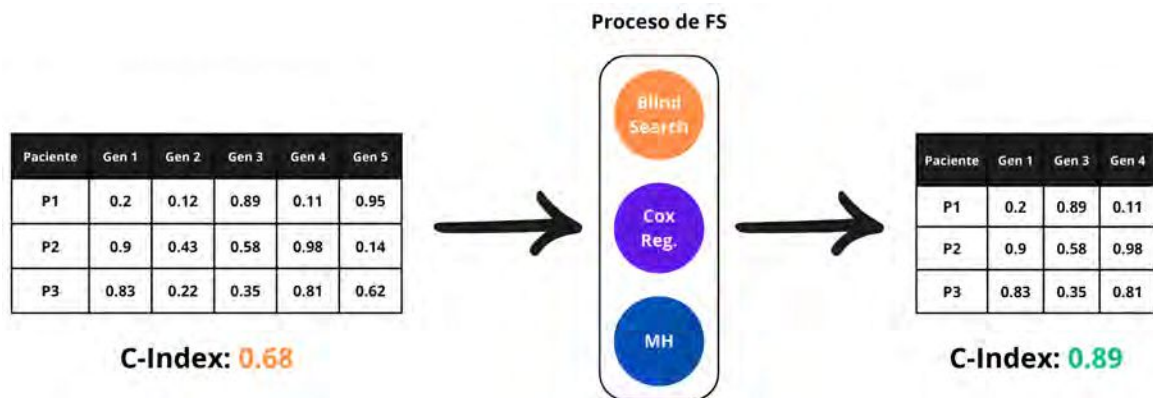 Proceso de FS
Paciente Gen 1 Gen 2 Gen 3 Gen 4 Gen 5
P1 0.2 0.12 0.89 0.11 0.95
P2 0.9 0.43 0.58 0.98 0.14
P3 0.83 0.22 0.35 0.81 0.62
C-Index: 0.68
Blind
Search
Cox
Reg.
MH
Paciente Gen 1 Gen 3 Gen 4
P1 0.2 0.89 0.11
P2 0.9 0.58 0.98
P3 0.83 0.35 0.81
C-Index: 0.89